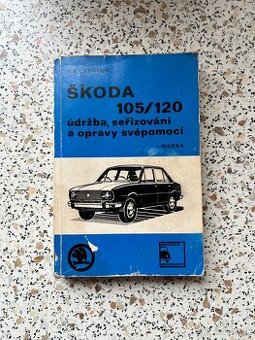 ŠKODA
105/120
údržba, seřizování
a opravy svépomocí
NADAS